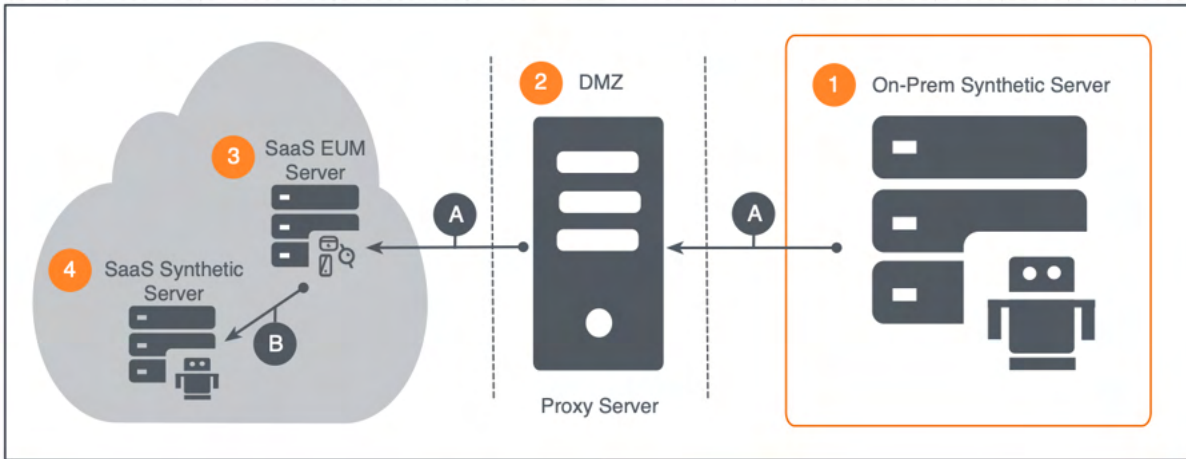 1
On-Prem Synthetic Server
2
DMZ
Proxy Server
A
A
3
SaaS EUM
Server
B
4
SaaS Synthetic
Server